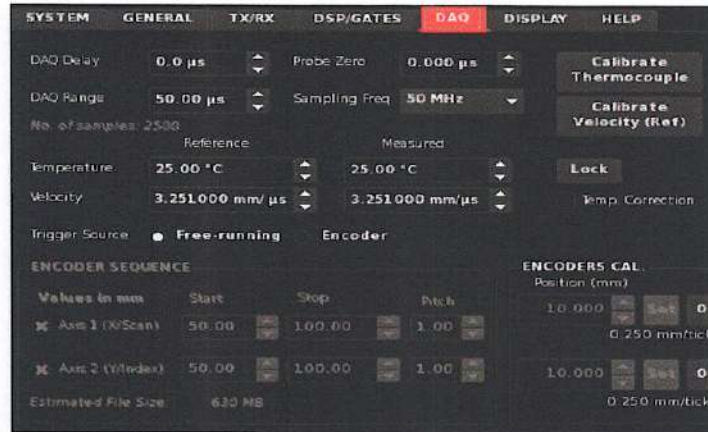 SYSTEM GENERAL TX/RX DSP/GATES DAQ DISPLAY HELP
DAQ Delay 0.0 µs Probe Zero 0.000 µs Calibrate Thermocouple
DAQ Range 50.00 µs Sampling Freq 50 MHz Calibrate Velocity (Ref)
No. of samples: 2500
Reference Measured
Temperature 25.00 °C 25.00 °C Lock
Velocity 3.251000 mm/µs 3.251000 mm/µs Temp. Correction
Trigger Source Free-running Encoder
ENCODER SEQUENCE ENCODERS CAL.
Position (mm)
Values in mm Start Stop Pitch
10.000 Set 0
Axis 1 (X/Scan) 50.00 100.00 1.00
0.250 mm/tick
Axis 2 (Y/Index) 50.00 100.00 1.00 10.000 Set 0
Estimated File Size: 630 MB 0.250 mm/tick